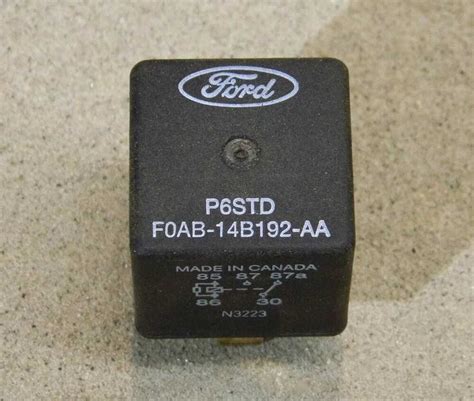 Ford
P6STD
F0AB-14B192-AA
MADE IN CANADA
85 87 87a
86 30
N3223